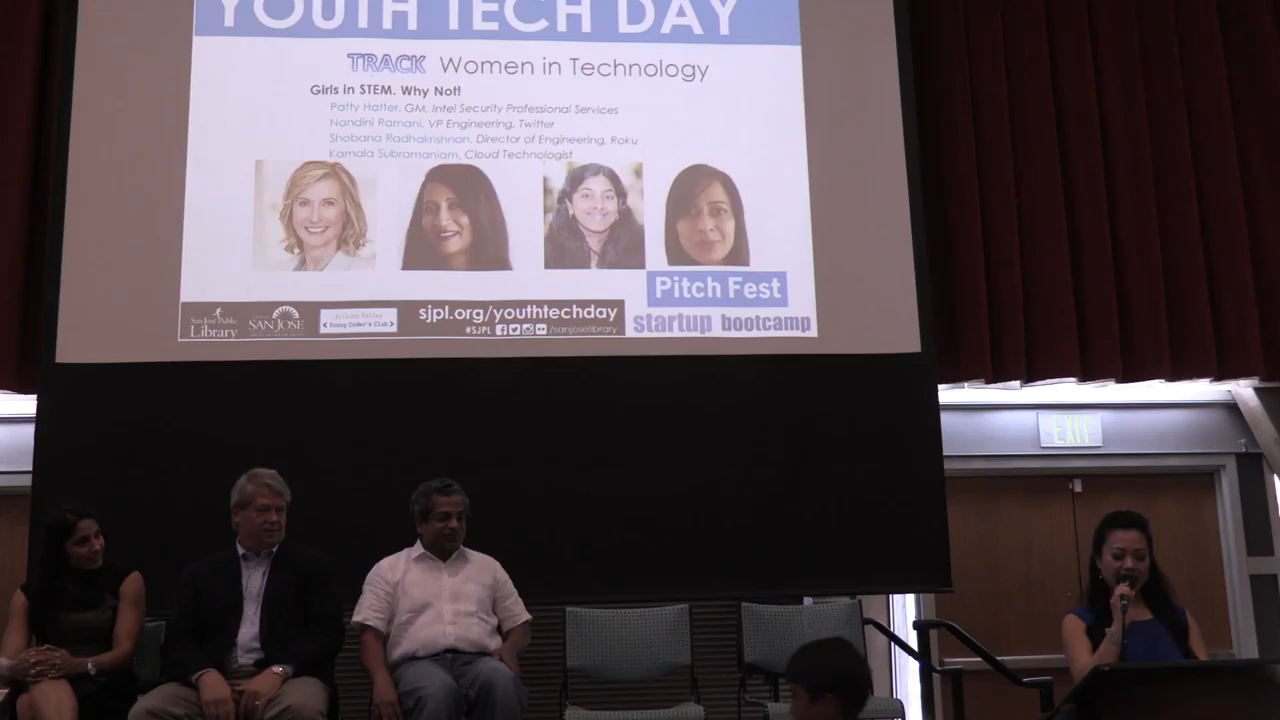 YOUTH TECH DAY
TRACK Women in Technology
Girls in STEM. Why Not!
Patty Hatter, GM, Intel Security Professional Services
Nandini Ramani, VP Engineering, Twitter
Shobana Radhakrishnan, Director of Engineering, Roku
Kamala Subramaniam, Cloud Technologist
Pitch Fest
startup bootcamp
San José Public
Library
SAN JOSE
Silicon Valley
Young Coder's Club
sjpl.org/youthtechday
#SJPL /sanjoselibrary
EXIT